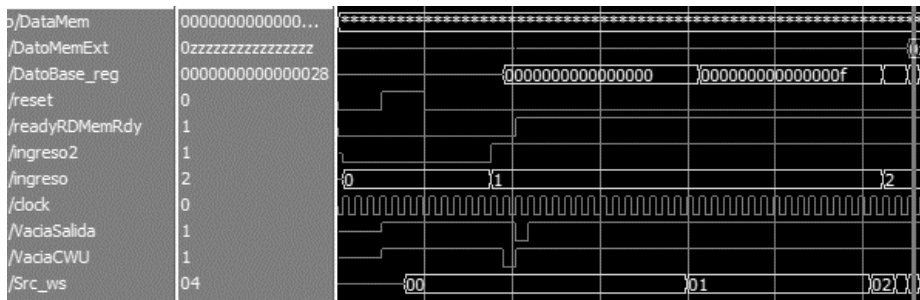 o/DataMem 0000000000000...
/DatoMemExt 0zzzzzzzzzzzzzzzz
/DatoBase_reg 0000000000000028 0000000000000000 000000000000000f
/reset 0
/readyRDMemRdy 1
/ingreso2 1
/ingreso 2 0 1 2
/clock 0
/VaciaSalida 1
/VaciaCWU 1
/Src_ws 04 00 01 02